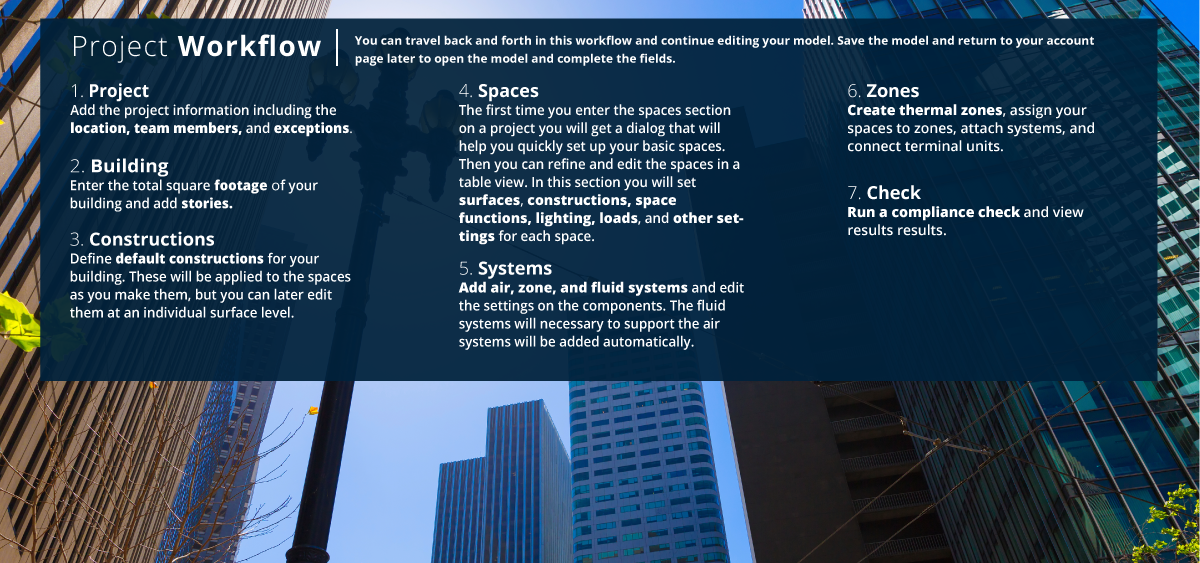 Project Workflow
You can travel back and forth in this workflow and continue editing your model. Save the model and return to your account
page later to open the model and complete the fields.
1. Project
Add the project information including the
location, team members, and exceptions.
2. Building
Enter the total square footage of your
building and add stories.
3. Constructions
Define default constructions for your
building. These will be applied to the spaces
as you make them, but you can later edit
them at an individual surface level.
4. Spaces
The first time you enter the spaces section
on a project you will get a dialog that will
help you quickly set up your basic spaces.
Then you can refine and edit the spaces in a
table view. In this section you will set
surfaces, constructions, space
functions, lighting, loads, and other set-
tings for each space.
5. Systems
Add air, zone, and fluid systems and edit
the settings on the components. The fluid
systems will necessary to support the air
systems will be added automatically.
6. Zones
Create thermal zones, assign your
spaces to zones, attach systems, and
connect terminal units.
7. Check
Run a compliance check and view
results results.